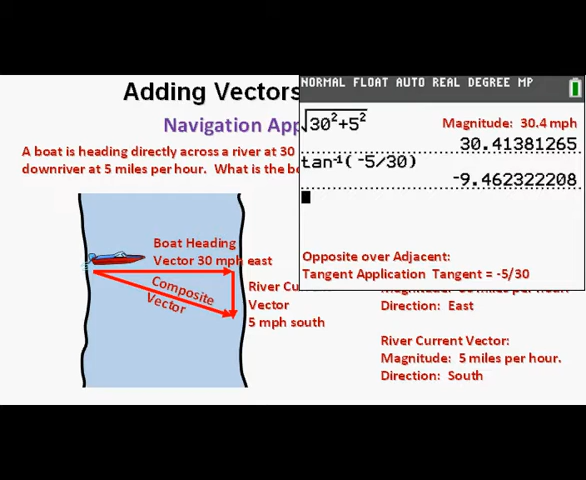 Adding Vectors
Navigation App
A boat is heading directly across a river at 30
downriver at 5 miles per hour. What is the bo
NORMAL FLOAT AUTO REAL DEGREE MP
√30²+5²
Magnitude: 30.4 mph
30.41381265
tan⁻¹(-5/30)
-9.462322208
Opposite over Adjacent:
Tangent Application Tangent = -5/30
Boat Heading
Vector 30 mph east
Composite
Vector
River Cu
Vector
5 mph south
Direction: East
River Current Vector:
Magnitude: 5 miles per hour.
Direction: South